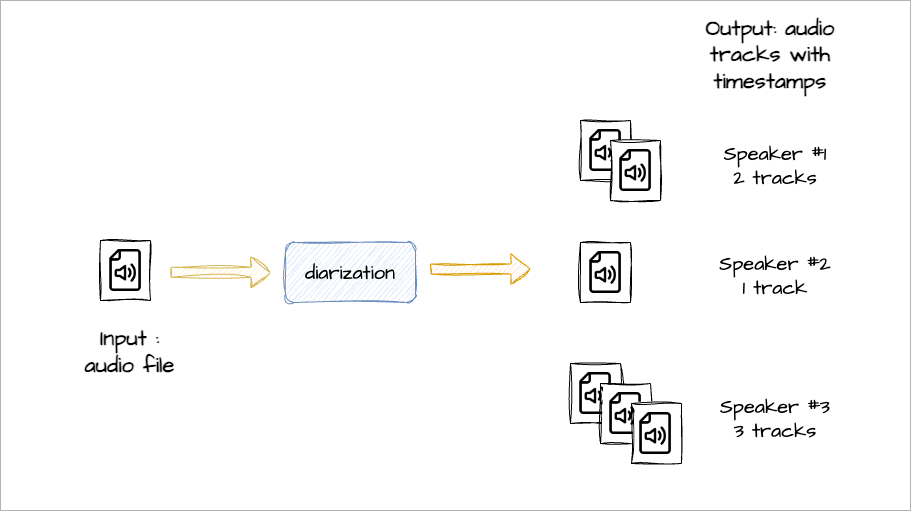 Output: audio
tracks with
timestamps
Speaker #1
2 tracks
diarization
Speaker #2
1 track
Input :
audio file
Speaker #3
3 tracks